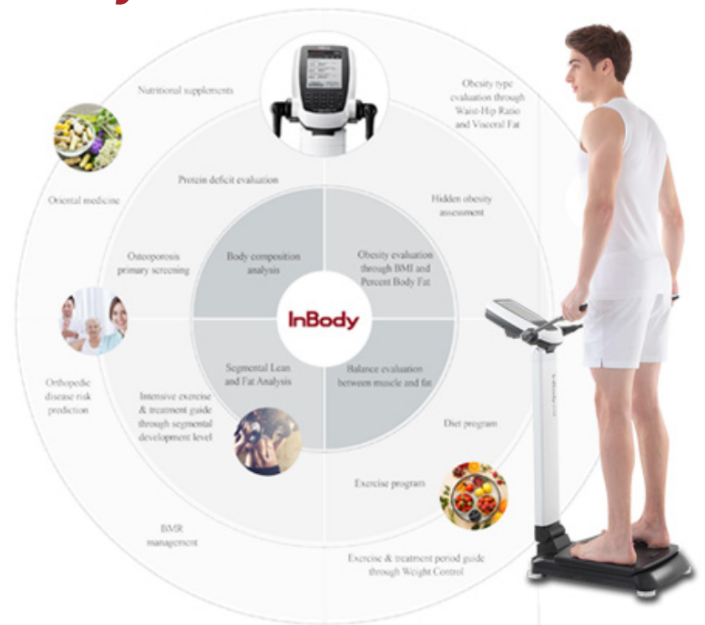 Nutritional supplements
Obesity type
evaluation through
Waist-Hip Ratio
and Visceral Fat
Protein deficit evaluation
Oriental medicine
Hidden obesity
assessment
Osteoporosis
primary screening
Body composition
analysis
Obesity evaluation
through BMI and
Percent Body Fat
InBody
Segmental Lean
and Fat Analysis
Balance evaluation
between muscle and fat
Orthopedic
disease risk
prediction
Intensive exercise
& treatment guide
through segmental
development level
Diet program
Exercise program
BMR
management
Exercise & treatment period guide
through Weight Control